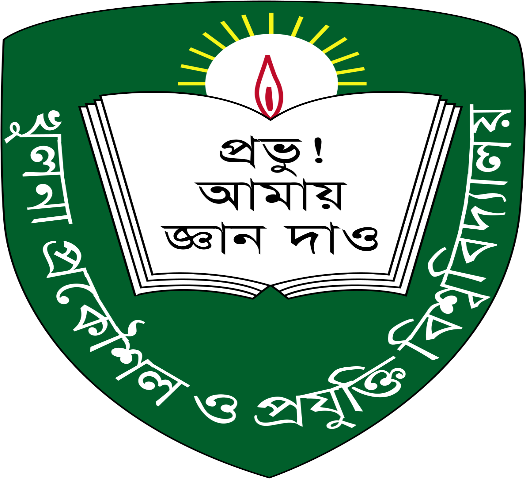 প্রভু!
আমায়
জ্ঞান দাও
খুলনা প্রকৌশল ও প্রযুক্তি বিশ্ববিদ্যালয়